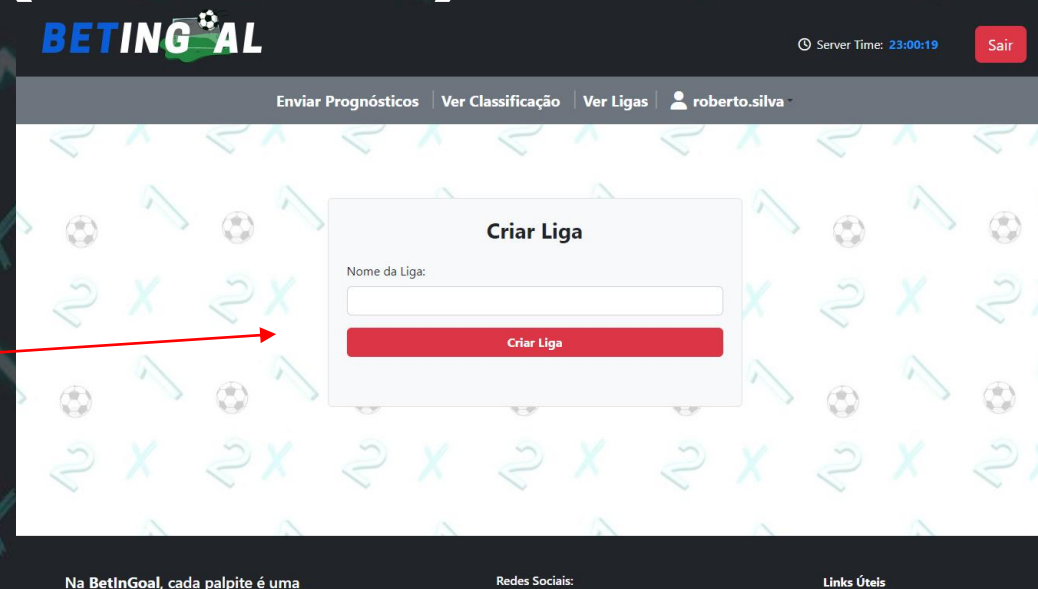 BETINGOAL
Server Time: 23:00:19
Sair
Enviar Prognósticos
Ver Classificação
Ver Ligas
roberto.silva
Criar Liga
Nome da Liga:
Criar Liga
Na BetInGoal, cada palpite é uma
Redes Sociais:
Links Úteis